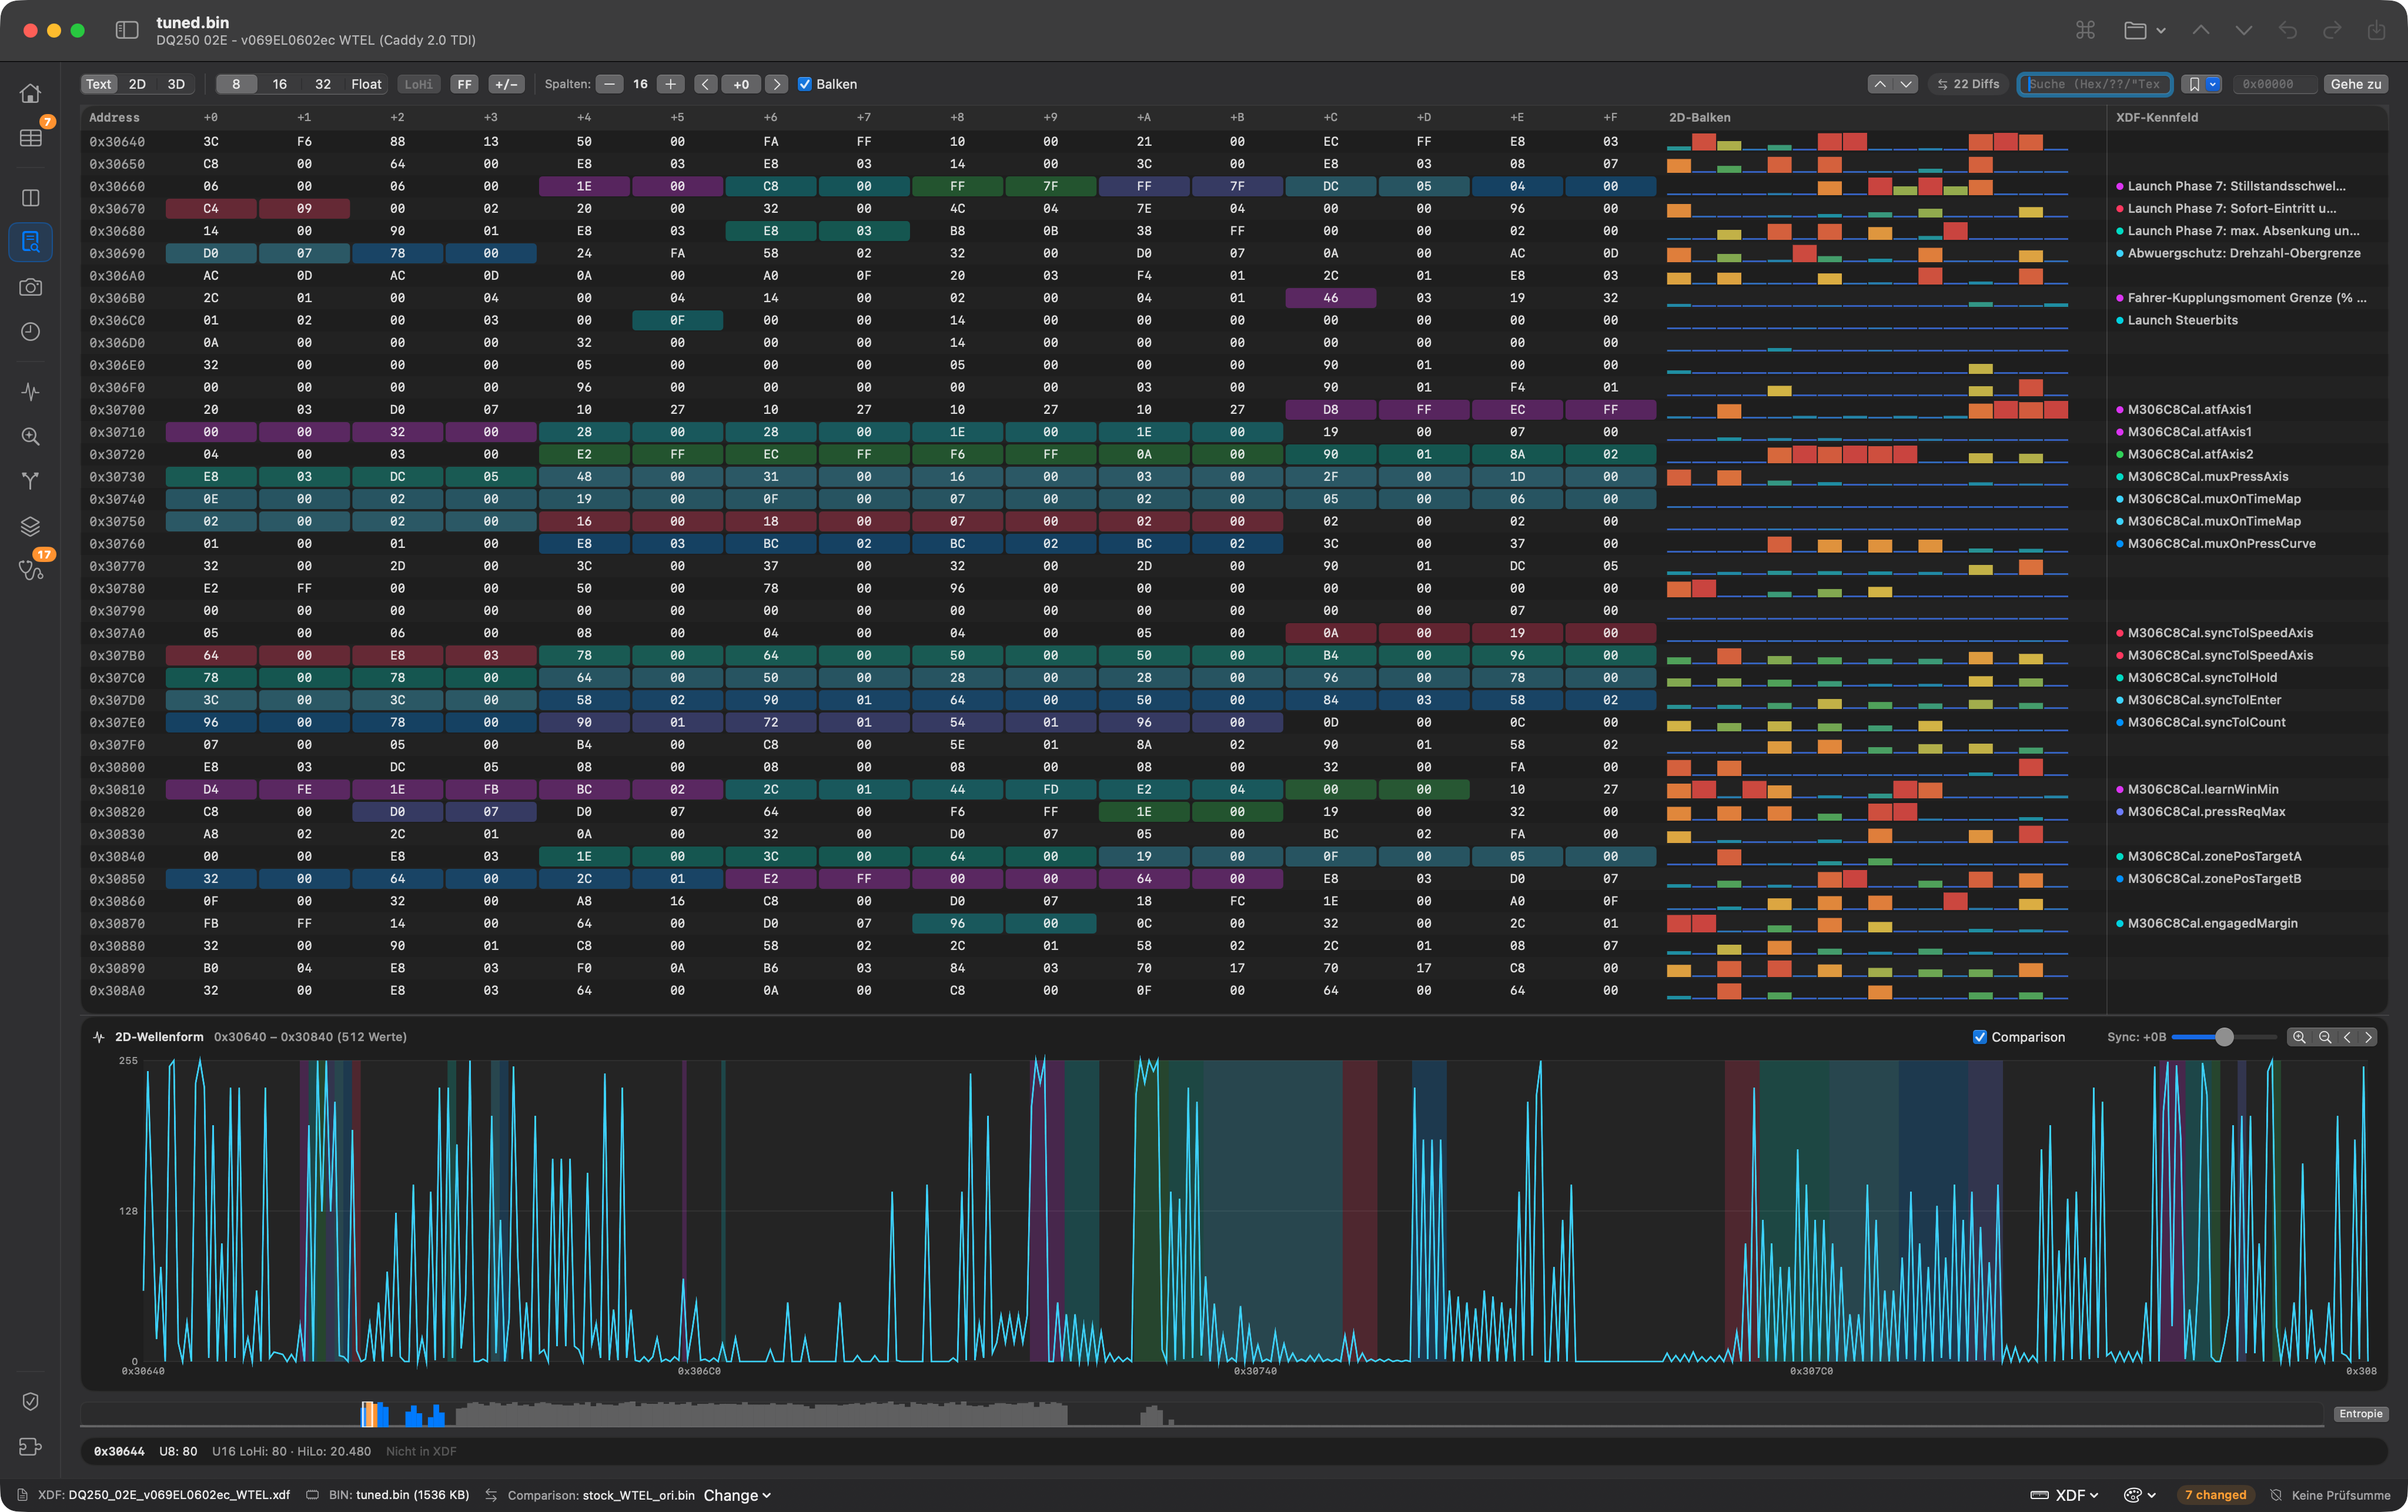 tuned.bin
DQ250 02E - v069EL0602ec WTEL (Caddy 2.0 TDI)
Text 2D 3D 8 16 32 Float LoHi FF +/- Spalten: 16 +0 Balken 22 Diffs Suche (Hex/??/"Tex 0x00000 Gehe zu
Address +0 +1 +2 +3 +4 +5 +6 +7 +8 +9 +A +B +C +D +E +F 2D-Balken XDF-Kennfeld
0x30640 3C F6 88 13 50 00 FA FF 10 00 21 00 EC FF E8 03
0x30650 C8 00 64 00 E8 03 E8 03 14 00 3C 00 E8 03 08 07
0x30660 06 00 06 00 1E 00 C8 00 FF 7F FF 7F DC 05 04 00 Launch Phase 7: Stillstandsschwel...
0x30670 C4 09 00 02 20 00 32 00 4C 04 7E 04 00 00 96 00 Launch Phase 7: Sofort-Eintritt u...
0x30680 14 00 90 01 E8 03 E8 03 B8 0B 38 FF 00 00 02 00 Launch Phase 7: max. Absenkung un...
0x30690 D0 07 78 00 24 FA 58 02 32 00 D0 07 0A 00 AC 0D Abwuergschutz: Drehzahl-Obergrenze
0x306A0 AC 0D AC 0D 0A 00 A0 0F 20 03 F4 01 2C 01 E8 03
0x306B0 2C 01 00 04 00 04 14 00 02 00 04 01 46 03 19 32 Fahrer-Kupplungsmoment Grenze (% ...
0x306C0 01 02 00 03 00 0F 00 00 14 00 00 00 00 00 00 00 Launch Steuerbits
0x306D0 0A 00 00 00 32 00 00 00 14 00 00 00 00 00 00 00
0x306E0 32 00 00 00 05 00 00 00 05 00 00 00 90 01 00 00
0x306F0 00 00 00 00 96 00 00 00 00 00 03 00 90 01 F4 01
0x30700 20 03 D0 07 10 27 10 27 10 27 10 27 D8 FF EC FF M306C8Cal.atfAxis1
0x30710 00 00 32 00 28 00 28 00 1E 00 1E 00 19 00 07 00 M306C8Cal.atfAxis1
0x30720 04 00 03 00 E2 FF EC FF F6 FF 0A 00 90 01 8A 02 M306C8Cal.atfAxis2
0x30730 E8 03 DC 05 48 00 31 00 16 00 03 00 2F 00 1D 00 M306C8Cal.muxPressAxis
0x30740 0E 00 02 00 19 00 0F 00 07 00 02 00 05 00 06 00 M306C8Cal.muxOnTimeMap
0x30750 02 00 02 00 16 00 18 00 07 00 02 00 02 00 02 00 M306C8Cal.muxOnTimeMap
0x30760 01 00 01 00 E8 03 BC 02 BC 02 BC 02 3C 00 37 00 M306C8Cal.muxOnPressCurve
0x30770 32 00 2D 00 3C 00 37 00 32 00 2D 00 90 01 DC 05
0x30780 E2 FF 00 00 50 00 78 00 96 00 00 00 00 00 00 00
0x30790 00 00 00 00 00 00 00 00 00 00 00 00 00 00 07 00
0x307A0 05 00 06 00 08 00 04 00 04 00 05 00 0A 00 19 00 M306C8Cal.syncTolSpeedAxis
0x307B0 64 00 E8 03 78 00 64 00 50 00 50 00 B4 00 96 00 M306C8Cal.syncTolSpeedAxis
0x307C0 78 00 78 00 64 00 50 00 28 00 28 00 96 00 78 00 M306C8Cal.syncTolHold
0x307D0 3C 00 3C 00 58 02 90 01 64 00 50 00 84 03 58 02 M306C8Cal.syncTolEnter
0x307E0 96 00 78 00 90 01 72 01 54 01 96 00 0D 00 0C 00 M306C8Cal.syncTolCount
0x307F0 07 00 05 00 B4 00 C8 00 5E 01 8A 02 90 01 58 02
0x30800 E8 03 DC 05 08 00 08 00 08 00 08 00 32 00 FA 00
0x30810 D4 FE 1E FB BC 02 2C 01 44 FD E2 04 00 00 10 27 M306C8Cal.learnWinMin
0x30820 C8 00 D0 07 D0 07 64 00 F6 FF 1E 00 19 00 32 00 M306C8Cal.pressReqMax
0x30830 A8 02 2C 01 0A 00 32 00 D0 07 05 00 BC 02 FA 00
0x30840 00 00 E8 03 1E 00 3C 00 64 00 19 00 0F 00 05 00 M306C8Cal.zonePosTargetA
0x30850 32 00 64 00 2C 01 E2 FF 00 00 64 00 E8 03 D0 07 M306C8Cal.zonePosTargetB
0x30860 0F 00 32 00 A8 16 C8 00 D0 07 18 FC 1E 00 A0 0F
0x30870 FB FF 14 00 64 00 D0 07 96 00 0C 00 32 00 2C 01 M306C8Cal.engagedMargin
0x30880 32 00 90 01 C8 00 58 02 2C 01 58 02 2C 01 08 07
0x30890 B0 04 E8 03 F0 0A B6 03 84 03 70 17 70 17 C8 00
0x308A0 32 00 E8 03 64 00 0A 00 C8 00 0F 00 64 00 64 00
7
17
2D-Wellenform 0x30640 – 0x30840 (512 Werte) Comparison Sync: +0B
255
128
0
0x30640 0x306C0 0x30740 0x307C0 0x308
Entropie
0x30644 U8: 80 U16 LoHi: 80 · HiLo: 20.480 Nicht in XDF
XDF: DQ250_02E_v069EL0602ec_WTEL.xdf BIN: tuned.bin (1536 KB) Comparison: stock_WTEL_ori.bin Change XDF 7 changed Keine Prüfsumme